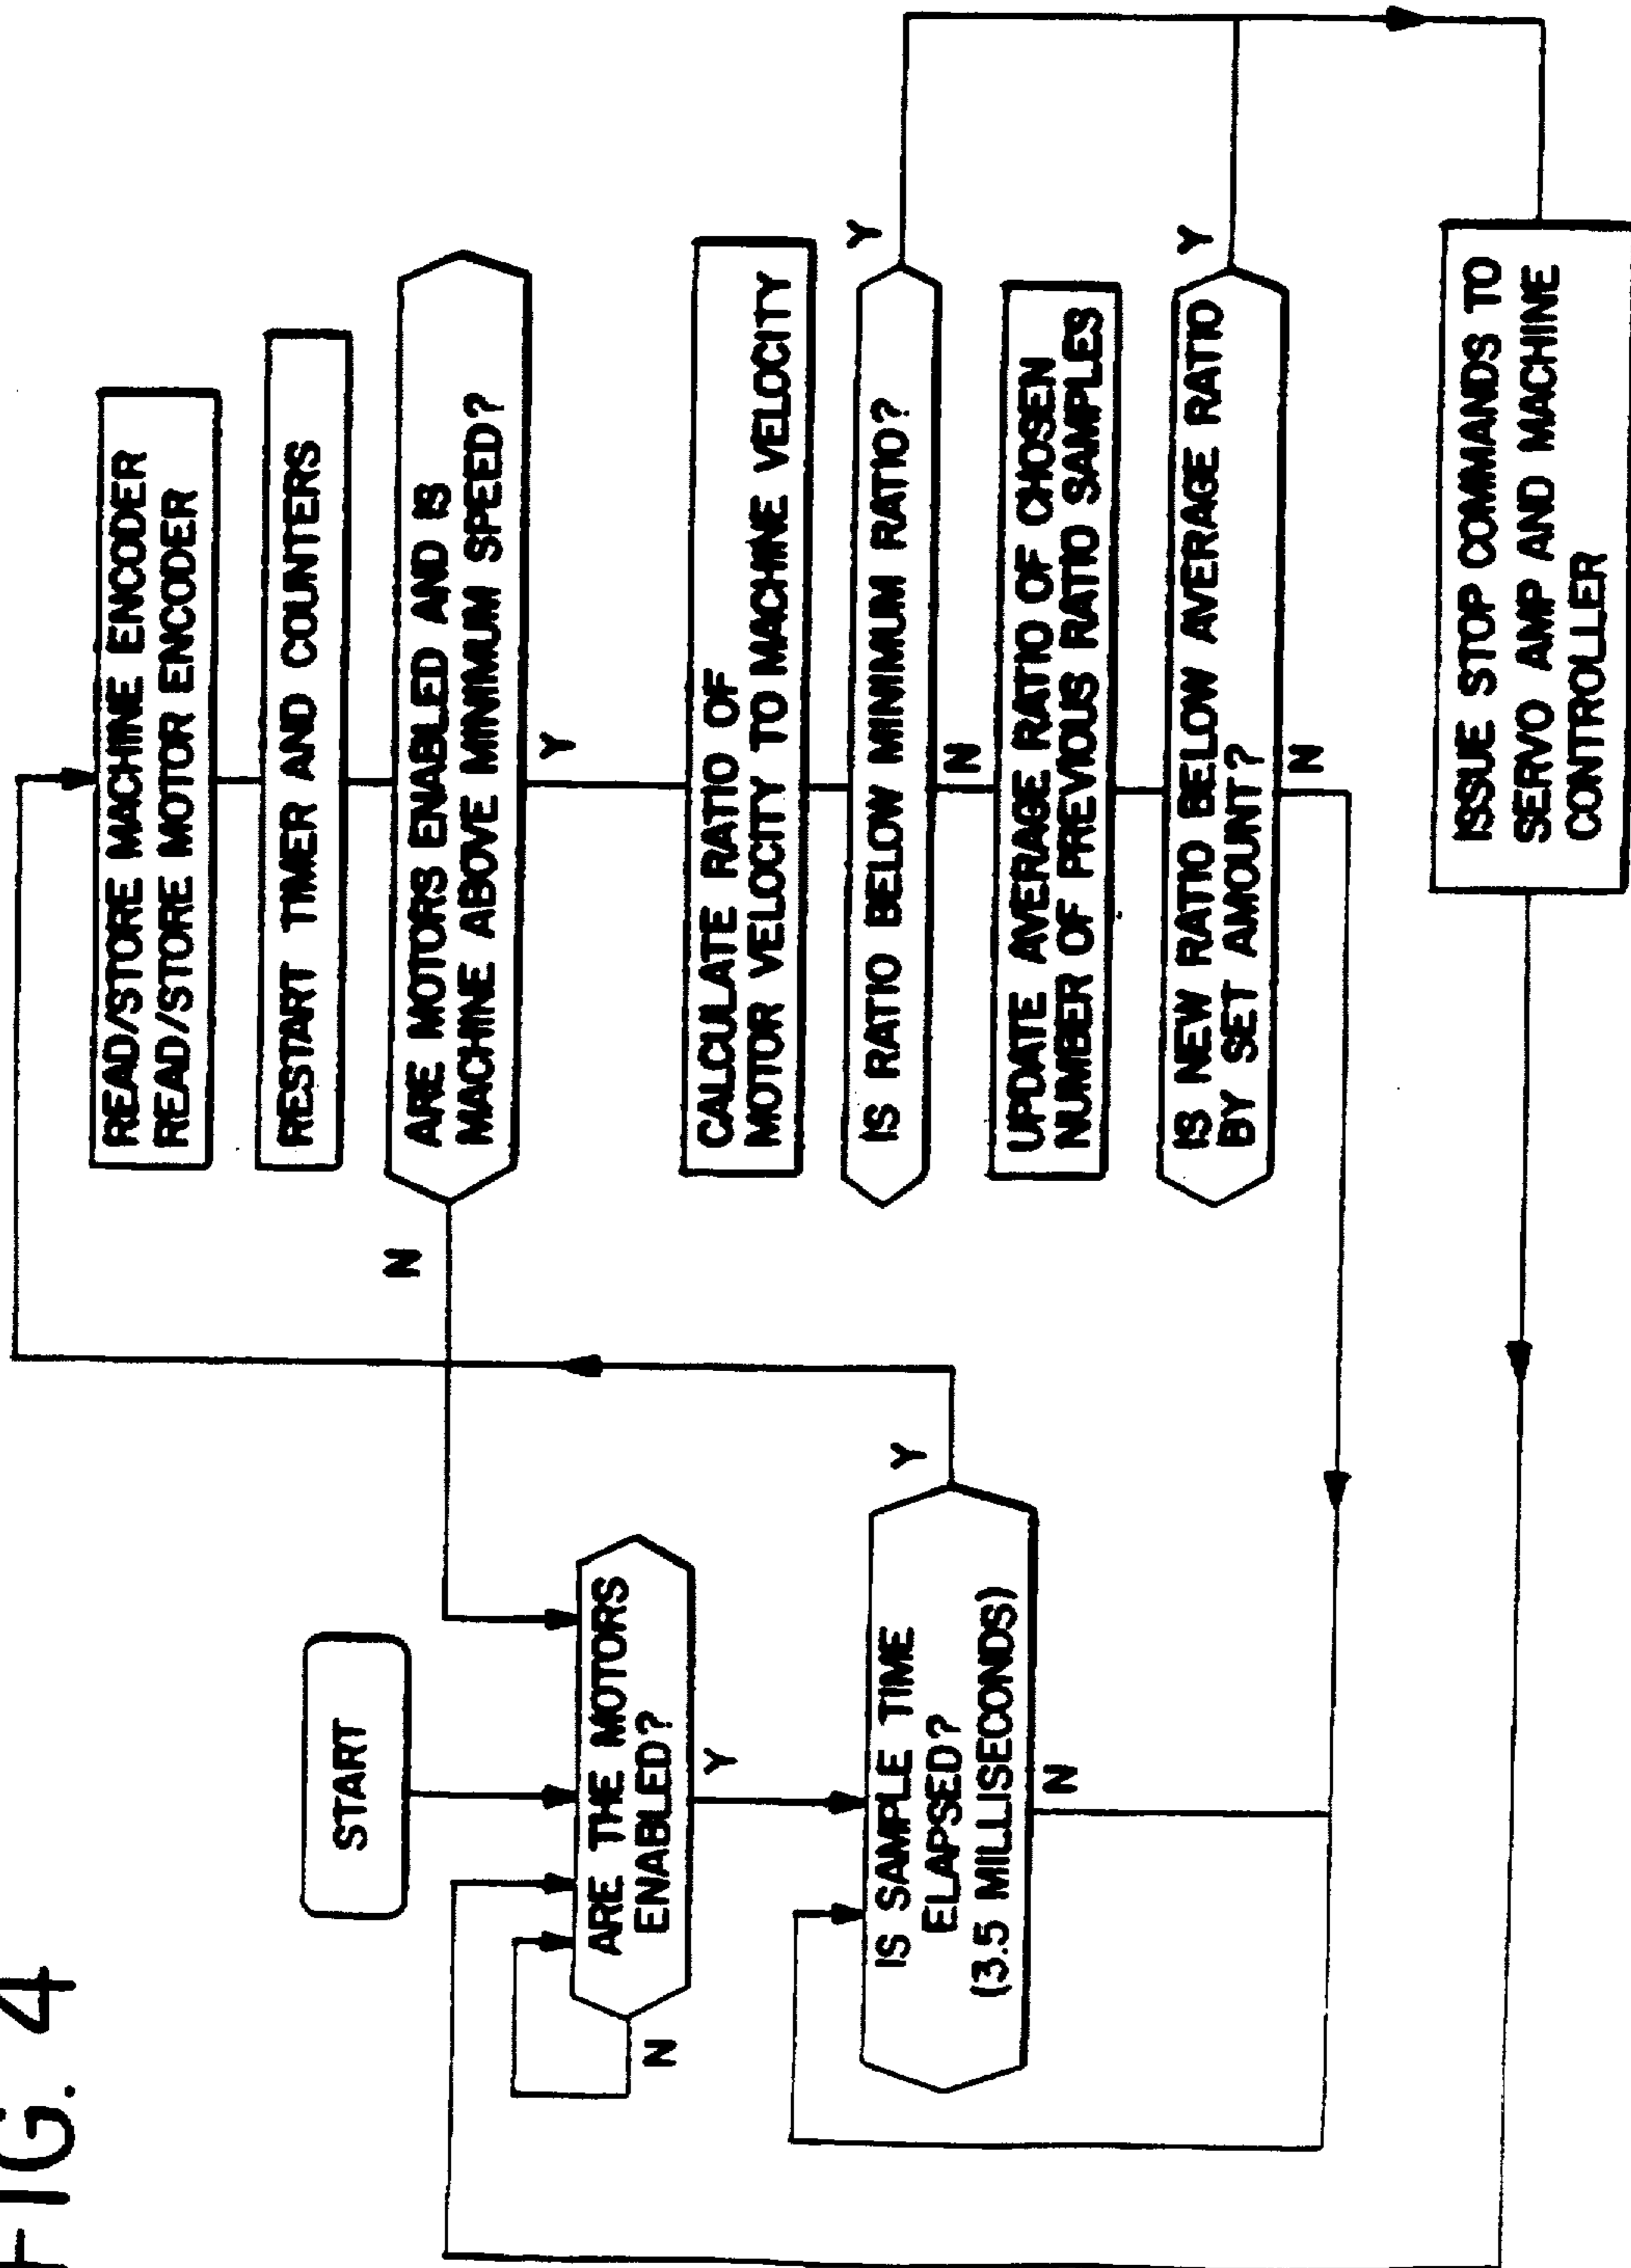 FIG. 4
START
ARE THE MOTORS
ENABLED?
N
Y
IS SAMPLE TIME
ELAPSED?
(3.5 MILLISECONDS)
Y
N
READ/STORE MACHINE ENCODER
READ/STORE MOTOR ENCODER
RESTART TIMER AND COUNTERS
ARE MOTORS ENABLED AND IS
MACHINE ABOVE MINIMUM SPEED?
N
Y
CALCULATE RATIO OF
MOTOR VELOCITY TO MACHINE VELOCITY
IS RATIO BELOW MINIMUM RATIO?
Y
N
UPDATE AVERAGE RATIO OF CHOSEN
NUMBER OF PREVIOUS RATIO SAMPLES
IS NEW RATIO BELOW AVERAGE RATIO
BY SET AMOUNT?
Y
N
ISSUE STOP COMMANDS TO
SERVO AMP AND MACHINE
CONTROLLER